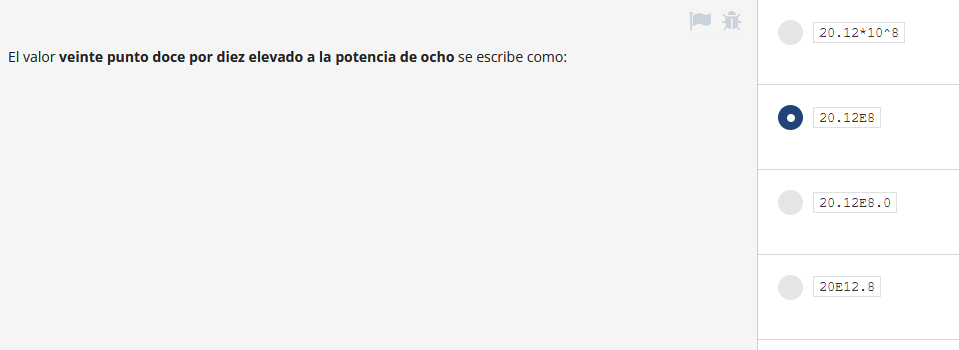 El valor veinte punto doce por diez elevado a la potencia de ocho se escribe como:
20.12*10^8
20.12E8
20.12E8.0
20E12.8